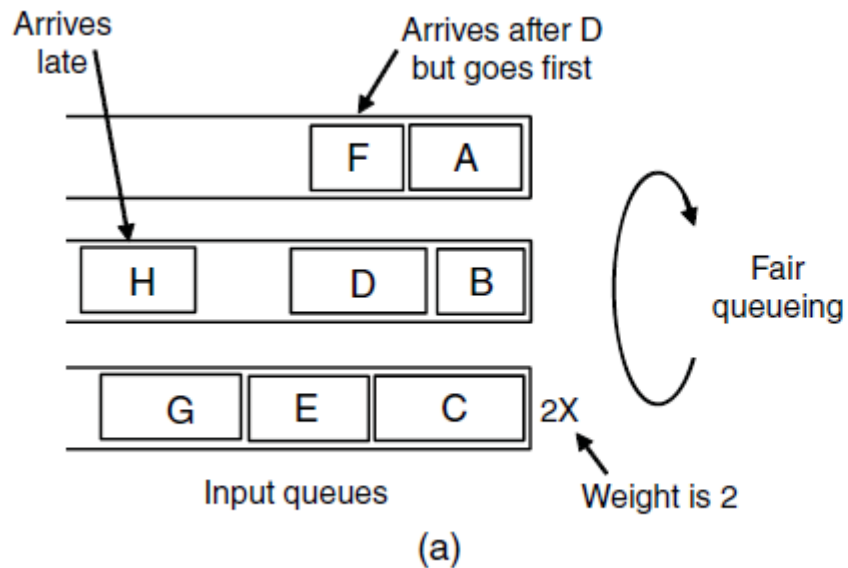 Arrives
late
Arrives after D
but goes first
F A
H D B
G E C
2X
Fair
queueing
Input queues
Weight is 2
(a)